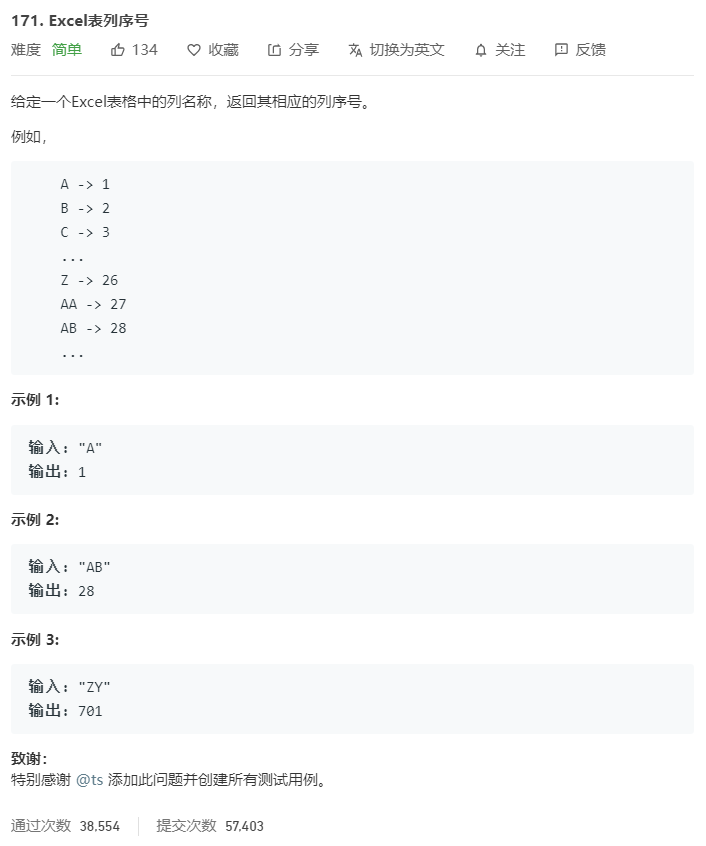 171. Excel表列序号
难度 简单 134 收藏 分享 切换为英文 关注 反馈
给定一个Excel表格中的列名称，返回其相应的列序号。
例如，
A -> 1
B -> 2
C -> 3
...
Z -> 26
AA -> 27
AB -> 28
...
示例 1:
输入: "A"
输出: 1
示例 2:
输入: "AB"
输出: 28
示例 3:
输入: "ZY"
输出: 701
致谢：
特别感谢 @ts 添加此问题并创建所有测试用例。
通过次数 38,554 提交次数 57,403